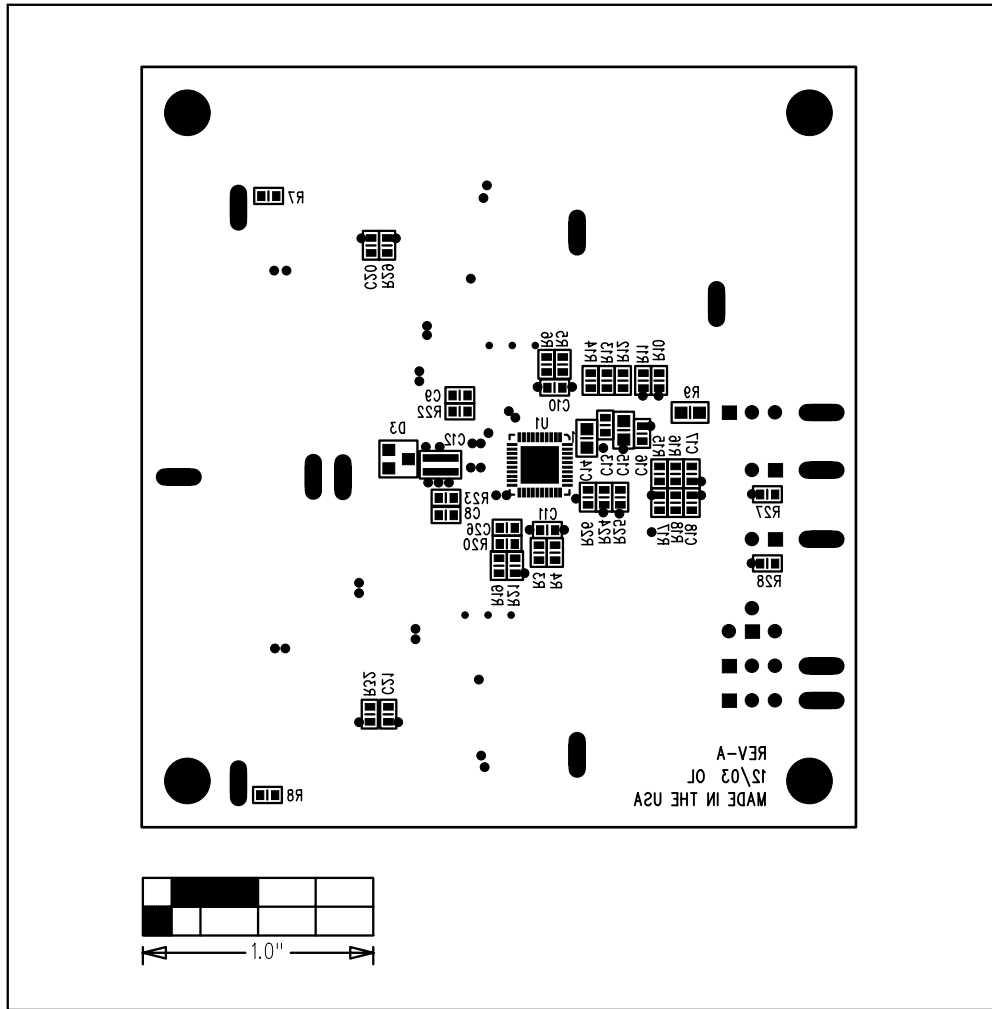 R7
C20
R29
R6
R5
R14
R13
R12
R11
R10
C9
R22
C10
R9
D3
C12
U1
C14
C13
C15
C16
R15
R16
C17
R23
C8
C11
C26
R20
R26
R24
R25
R17
R18
C18
R27
R19
R21
R3
R4
R28
R32
C21
REV-A
12/03 OL
MADE IN THE USA
R8
1.0"